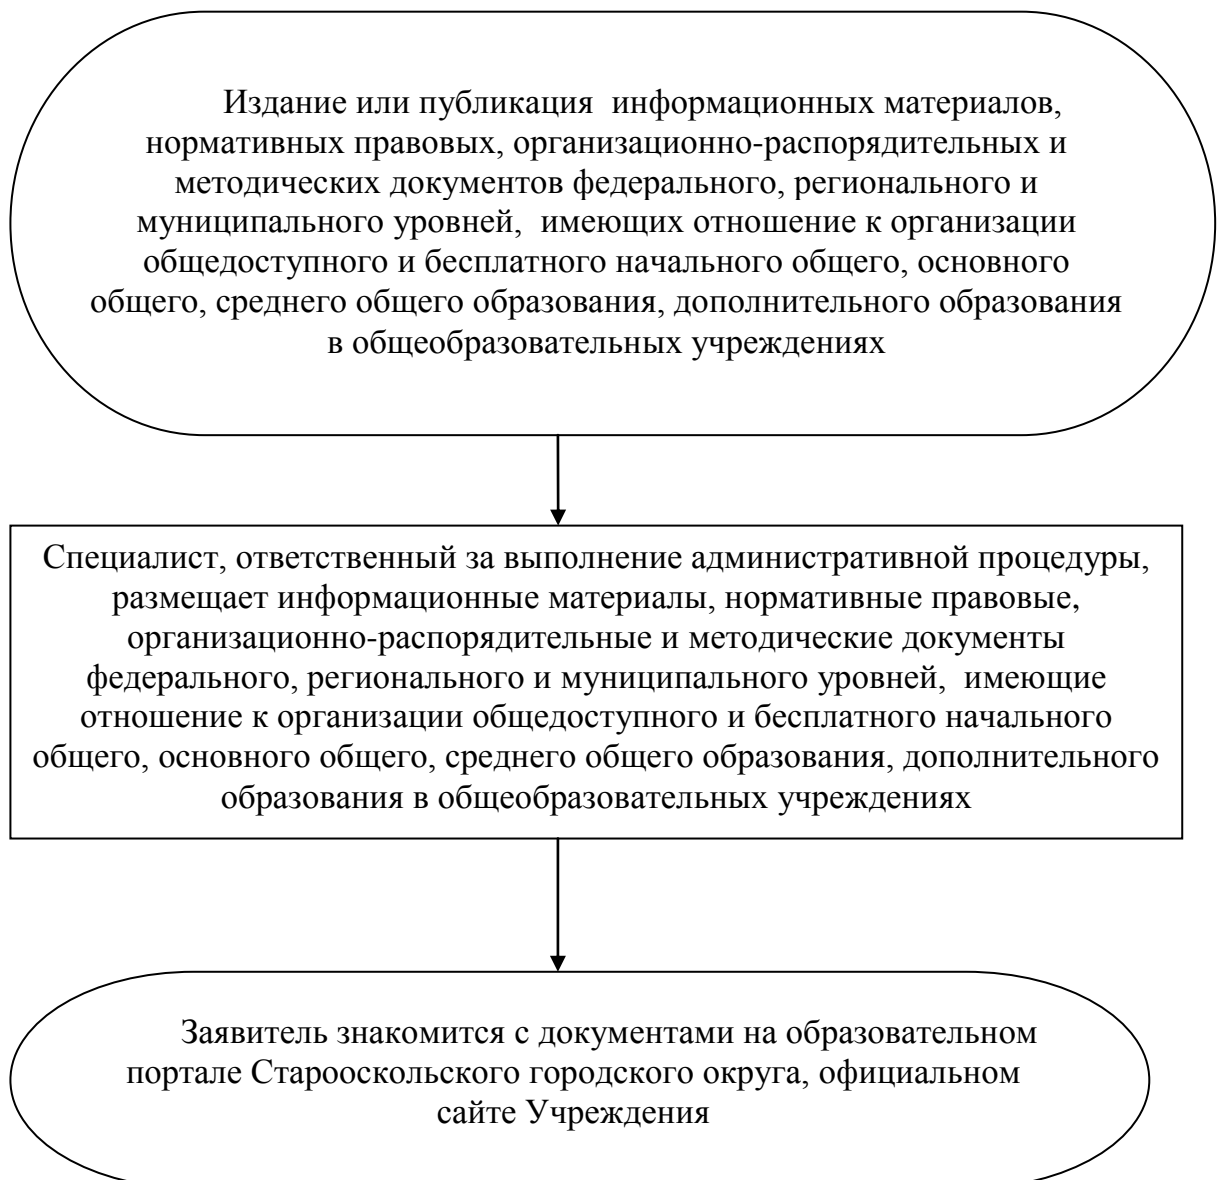 Издание или публикация информационных материалов,
нормативных правовых, организационно-распорядительных и
методических документов федерального, регионального и
муниципального уровней, имеющих отношение к организации
общедоступного и бесплатного начального общего, основного
общего, среднего общего образования, дополнительного образования
в общеобразовательных учреждениях
Специалист, ответственный за выполнение административной процедуры,
размещает информационные материалы, нормативные правовые,
организационно-распорядительные и методические документы
федерального, регионального и муниципального уровней, имеющие
отношение к организации общедоступного и бесплатного начального
общего, основного общего, среднего общего образования, дополнительного
образования в общеобразовательных учреждениях
Заявитель знакомится с документами на образовательном
портале Старооскольского городского округа, официальном
сайте Учреждения